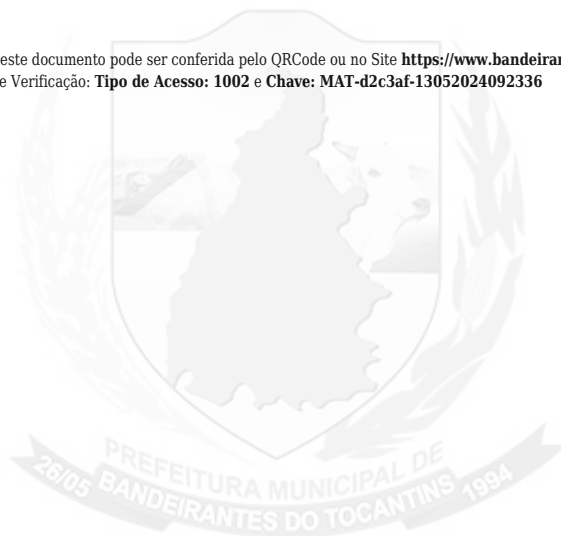 este documento pode ser conferida pelo QRCode ou no Site https://www.bandeiran
e Verificação: Tipo de Acesso: 1002 e Chave: MAT-d2c3af-13052024092336
PREFEITURA MUNICIPAL DE
26/05 BANDEIRANTES DO TOCANTINS 1994